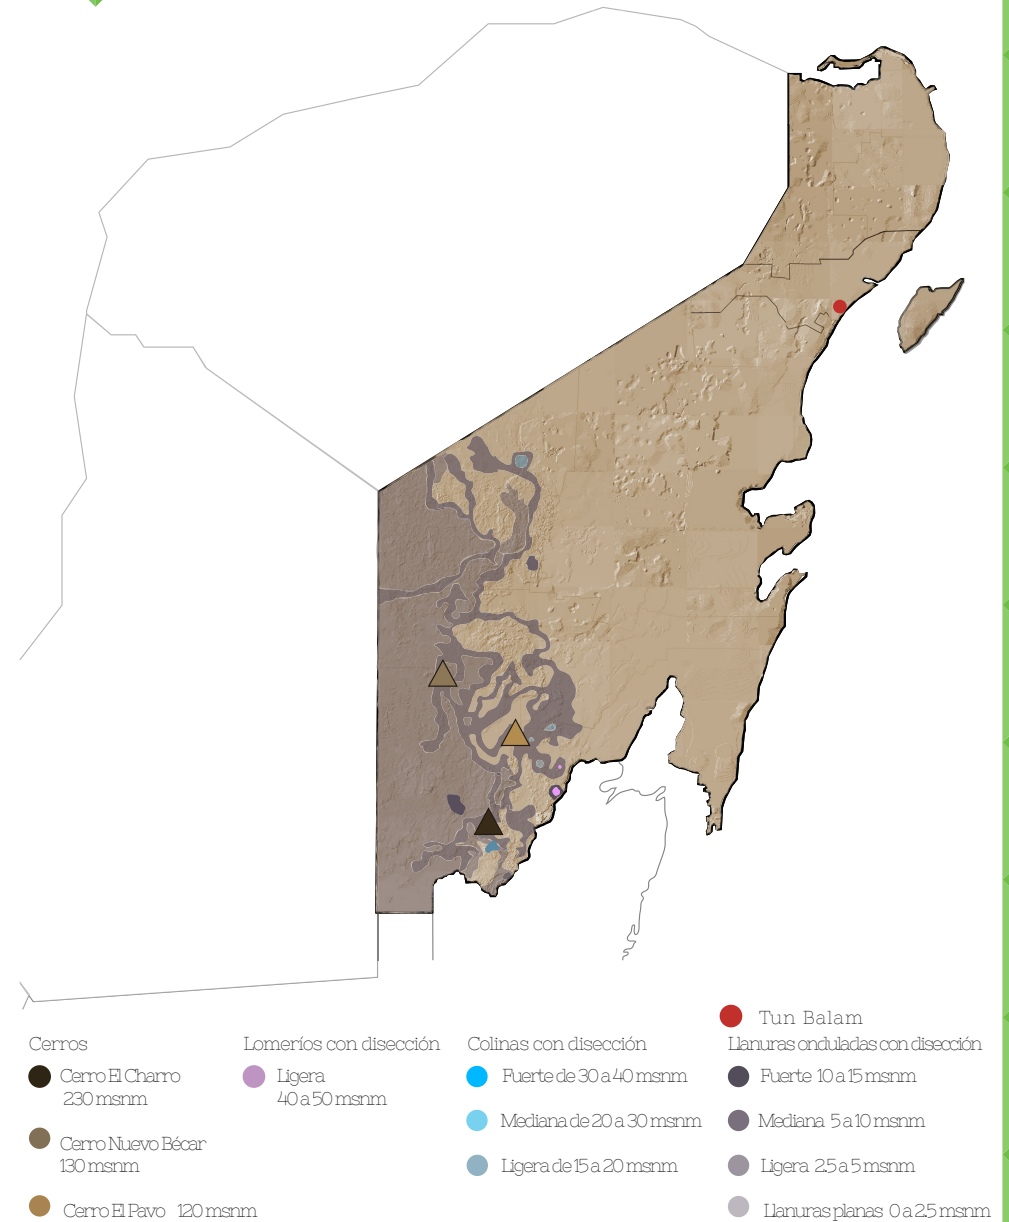 Tun Balam
Cerros
Cerro El Charro
230 msnm
Cerro Nuevo Bécar
130 msnm
Cerro El Pavo 120 msnm
Lomeríos con disección
Ligera
40 a 50 msnm
Colinas con disección
Fuerte de 30 a 40 msnm
Mediana de 20 a 30 msnm
Ligera de 15 a 20 msnm
Llanuras onduladas con disección
Fuerte 10 a 15 msnm
Mediana 5 a 10 msnm
Ligera 2.5 a 5 msnm
Llanuras planas 0 a 2.5 msnm